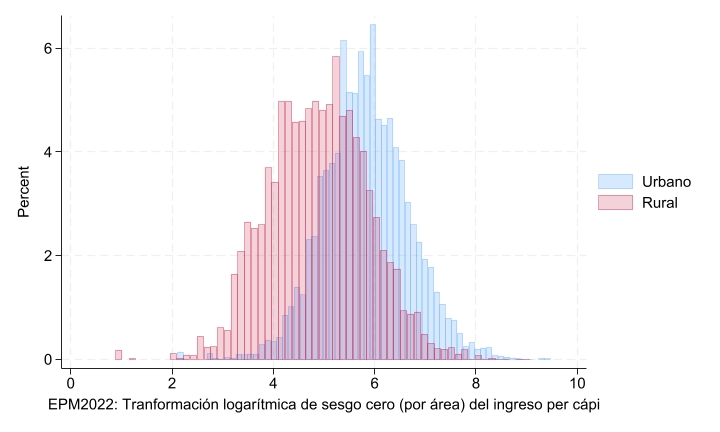 6
4
2
0
Percent
0 2 4 6 8 10
EPM2022: Tranformación logarítmica de sesgo cero (por área) del ingreso per cápi
Urbano
Rural